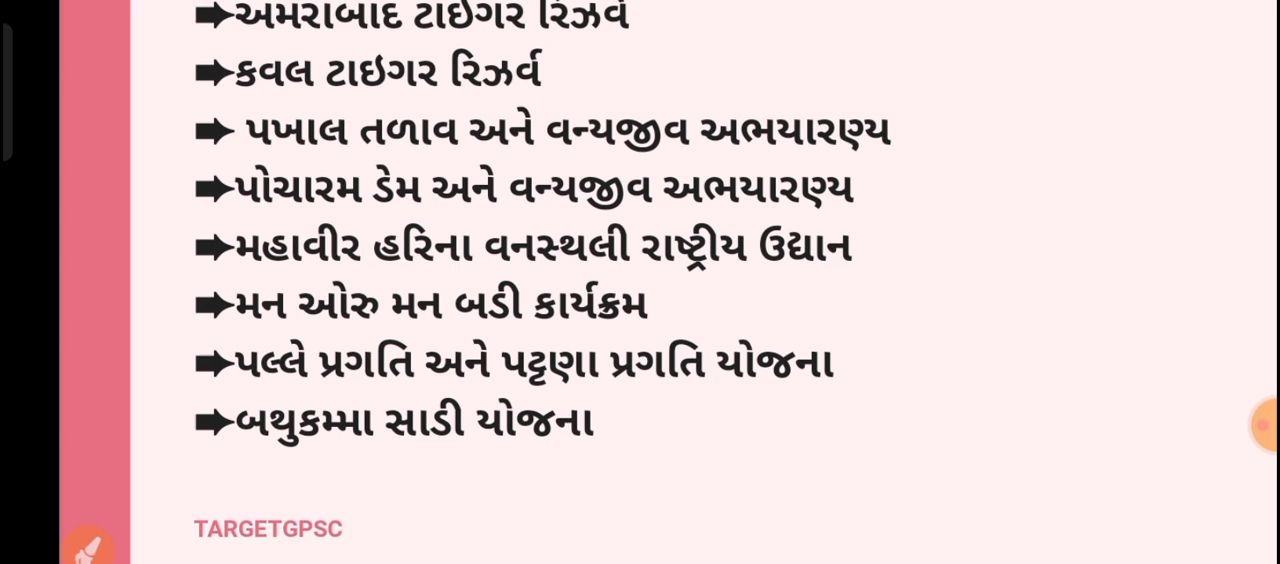 ➡અમરાબાદ ટાઇગર રિઝર્વ
➡કવલ ટાઇગર રિઝર્વ
➡ પખાલ તળાવ અને વન્યજીવ અભયારણ્ય
➡પોચારમ ડેમ અને વન્યજીવ અભયારણ્ય
➡મહાવીર હરિના વનસ્થલી રાષ્ટ્રીય ઉદ્યાન
➡મન ઓરુ મન બડી કાર્યક્રમ
➡પલ્લે પ્રગતિ અને પટ્ટણા પ્રગતિ યોજના
➡બથુકમ્મા સાડી યોજના
TARGETGPSC